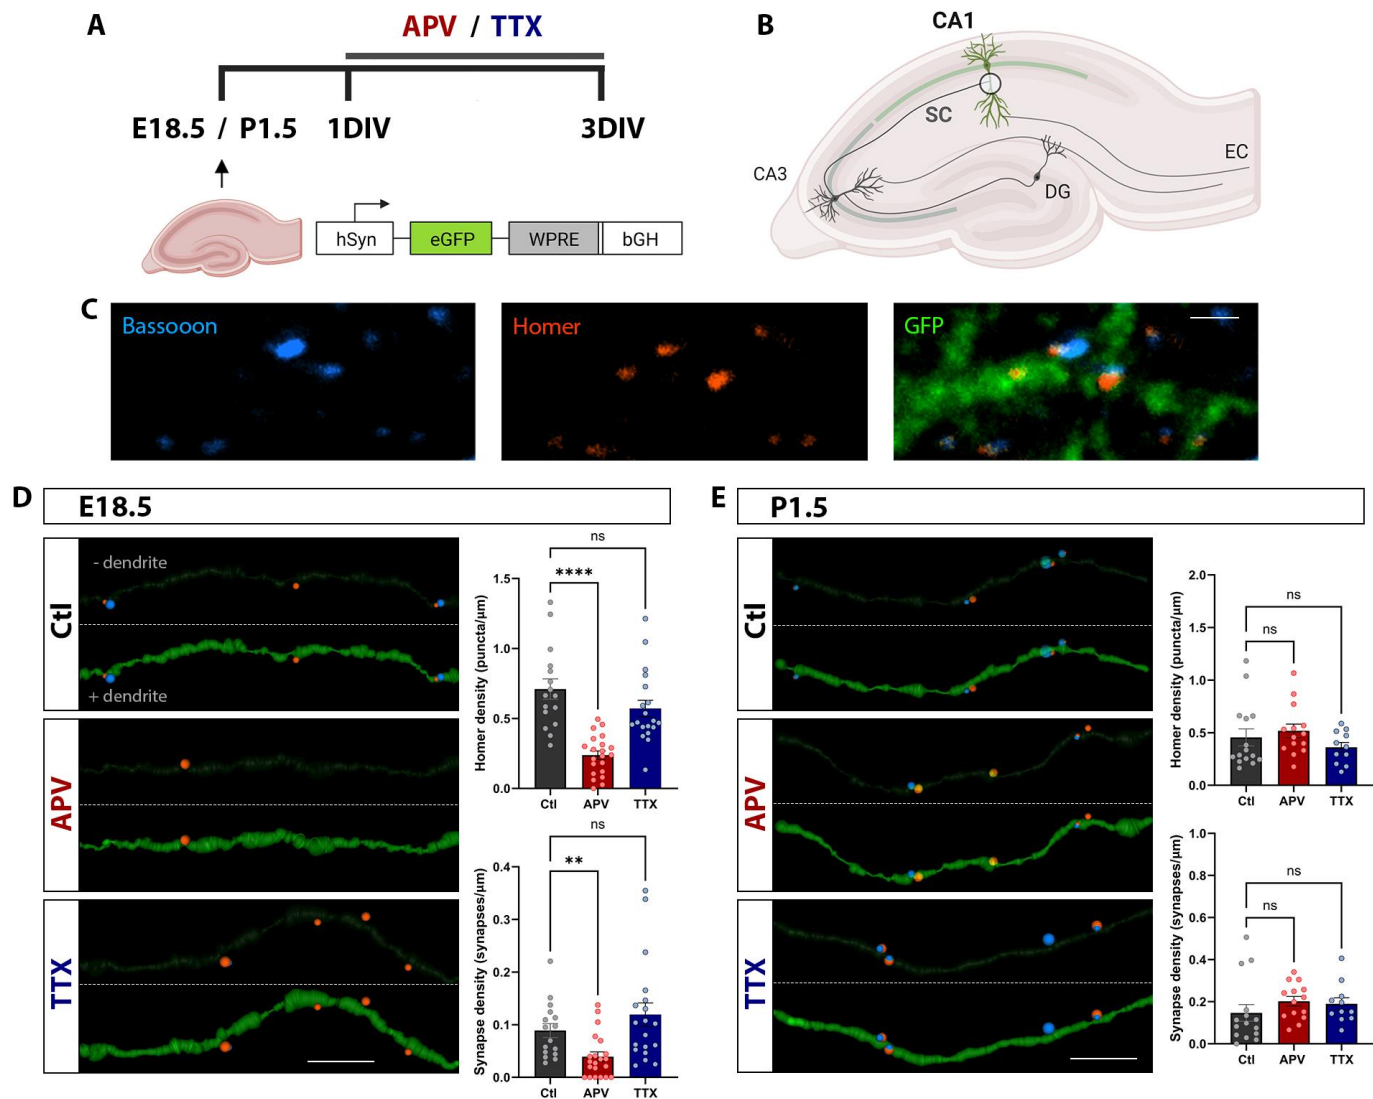 A
APV / TTX
E18.5 / P1.5 1DIV 3DIV
hSyn eGFP WPRE bGH
B
CA1
SC
CA3
DG
EC
C
Bassooon
Homer
GFP
D
E18.5
Ctl
- dendrite
+ dendrite
APV
TTX
Homer density (puncta/µm)
1.5
1.0
0.5
0.0
ns
****
Ctl APV TTX
Synapse density (synapses/µm)
0.4
0.3
0.2
0.1
0.0
ns
**
Ctl APV TTX
E
P1.5
Ctl
APV
TTX
Homer density (puncta/µm)
2.0
1.5
1.0
0.5
0.0
ns
ns
Ctl APV TTX
Synapse density (synapses/µm)
1.0
0.8
0.6
0.4
0.2
0.0
ns
ns
Ctl APV TTX